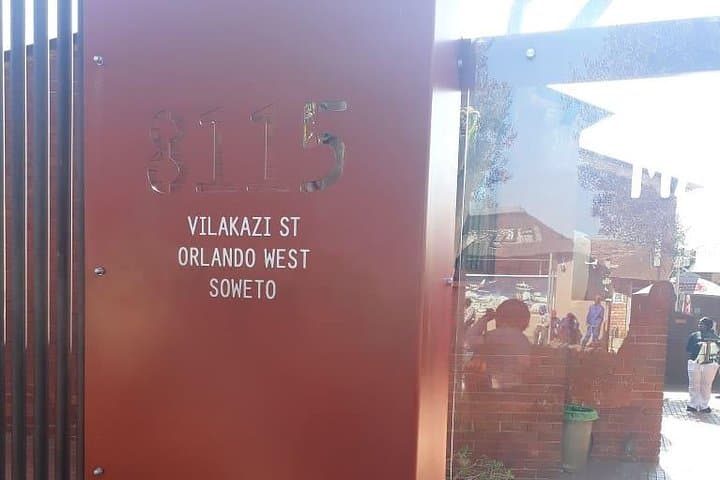 8115
VILAKAZI ST
ORLANDO WEST
SOWETO